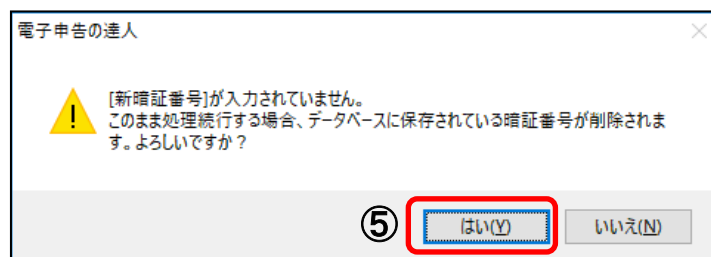 電子申告の達人
[新暗証番号]が入力されていません。
このまま処理続行する場合、データベースに保存されている暗証番号が削除されま
す。よろしいですか？
⑤ はい(Y) いいえ(N)